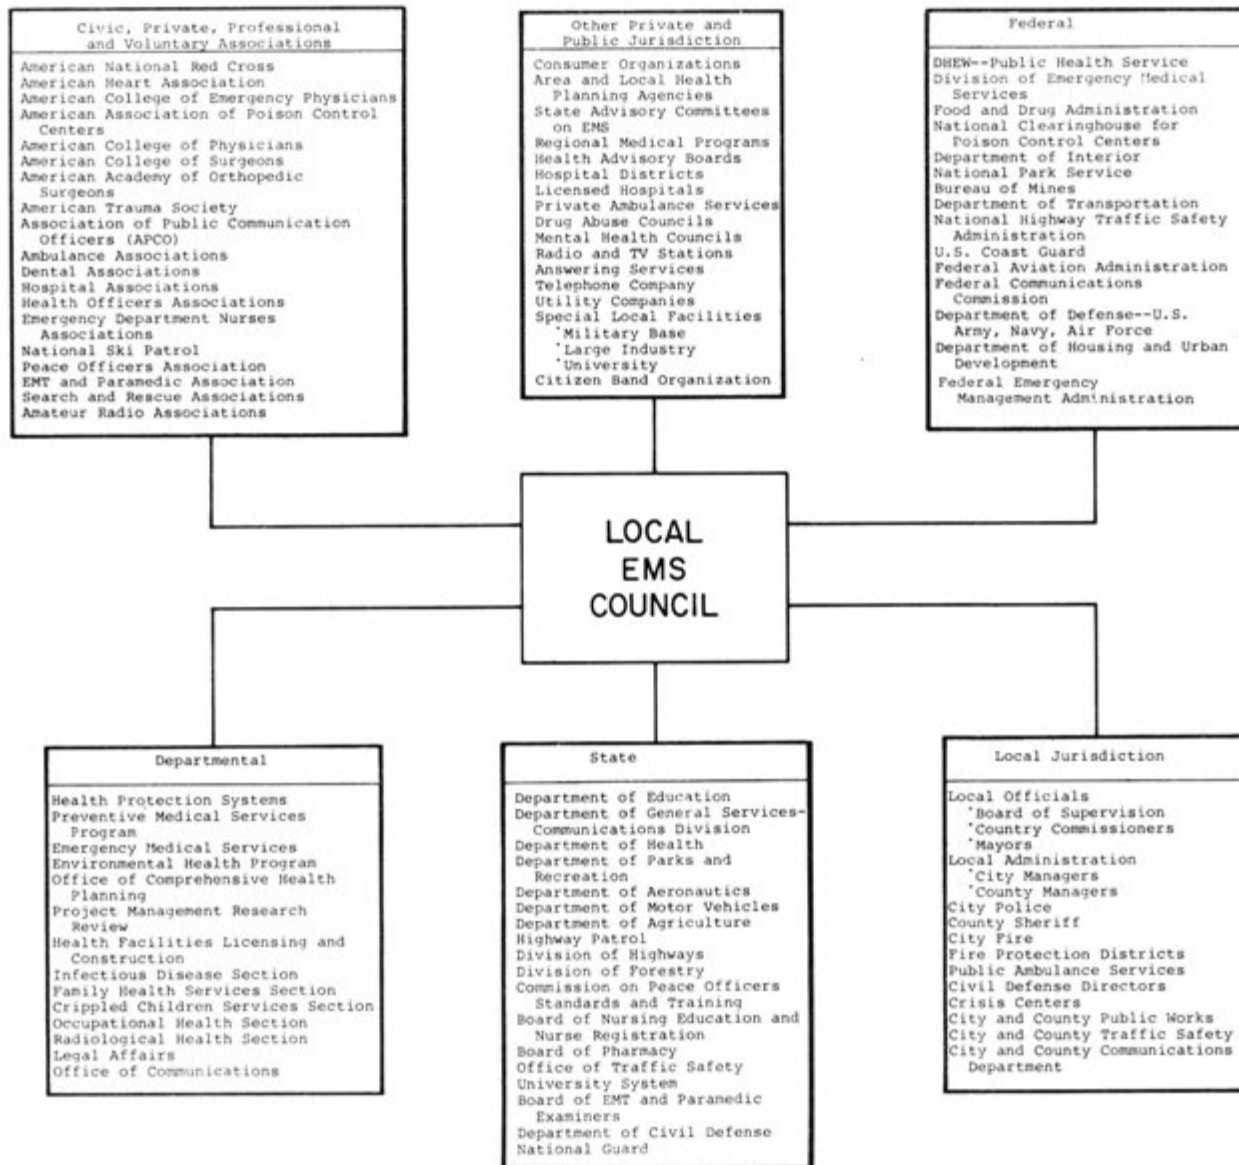 Civic, Private, Professional
and Voluntary Associations
American National Red Cross
American Heart Association
American College of Emergency Physicians
American Association of Poison Control
Centers
American College of Physicians
American College of Surgeons
American Academy of Orthopedic
Surgeons
American Trauma Society
Association of Public Communication
Officers (APCO)
Ambulance Associations
Dental Associations
Hospital Associations
Health Officers Associations
Emergency Department Nurses
Associations
National Ski Patrol
Peace Officers Association
EMT and Paramedic Association
Search and Rescue Associations
Amateur Radio Associations
Other Private and
Public Jurisdiction
Consumer Organizations
Area and Local Health
Planning Agencies
State Advisory Committees
on EMS
Regional Medical Programs
Health Advisory Boards
Hospital Districts
Licensed Hospitals
Private Ambulance Services
Drug Abuse Councils
Mental Health Councils
Radio and TV Stations
Answering Services
Telephone Company
Utility Companies
Special Local Facilities
'Military Base
'Large Industry
'University
Citizen Band Organization
Federal
DHEW--Public Health Service
Division of Emergency Medical
Services
Food and Drug Administration
National Clearinghouse for
Poison Control Centers
Department of Interior
National Park Service
Bureau of Mines
Department of Transportation
National Highway Traffic Safety
Administration
U.S. Coast Guard
Federal Aviation Administration
Federal Communications
Commission
Department of Defense--U.S.
Army, Navy, Air Force
Department of Housing and Urban
Development
Federal Emergency
Management Administration
LOCAL
EMS
COUNCIL
Departmental
Health Protection Systems
Preventive Medical Services
Program
Emergency Medical Services
Environmental Health Program
Office of Comprehensive Health
Planning
Project Management Research
Review
Health Facilities Licensing and
Construction
Infectious Disease Section
Family Health Services Section
Crippled Children Services Section
Occupational Health Section
Radiological Health Section
Legal Affairs
Office of Communications
State
Department of Education
Department of General Services-
Communications Division
Department of Health
Department of Parks and
Recreation
Department of Aeronautics
Department of Motor Vehicles
Department of Agriculture
Highway Patrol
Division of Highways
Division of Forestry
Commission on Peace Officers
Standards and Training
Board of Nursing Education and
Nurse Registration
Board of Pharmacy
Office of Traffic Safety
University System
Board of EMT and Paramedic
Examiners
Department of Civil Defense
National Guard
Local Jurisdiction
Local Officials
'Board of Supervision
'Country Commissioners
'Mayors
Local Administration
'City Managers
'County Managers
City Police
County Sheriff
City Fire
Fire Protection Districts
Public Ambulance Services
Civil Defense Directors
Crisis Centers
City and County Public Works
City and County Traffic Safety
City and County Communications
Department